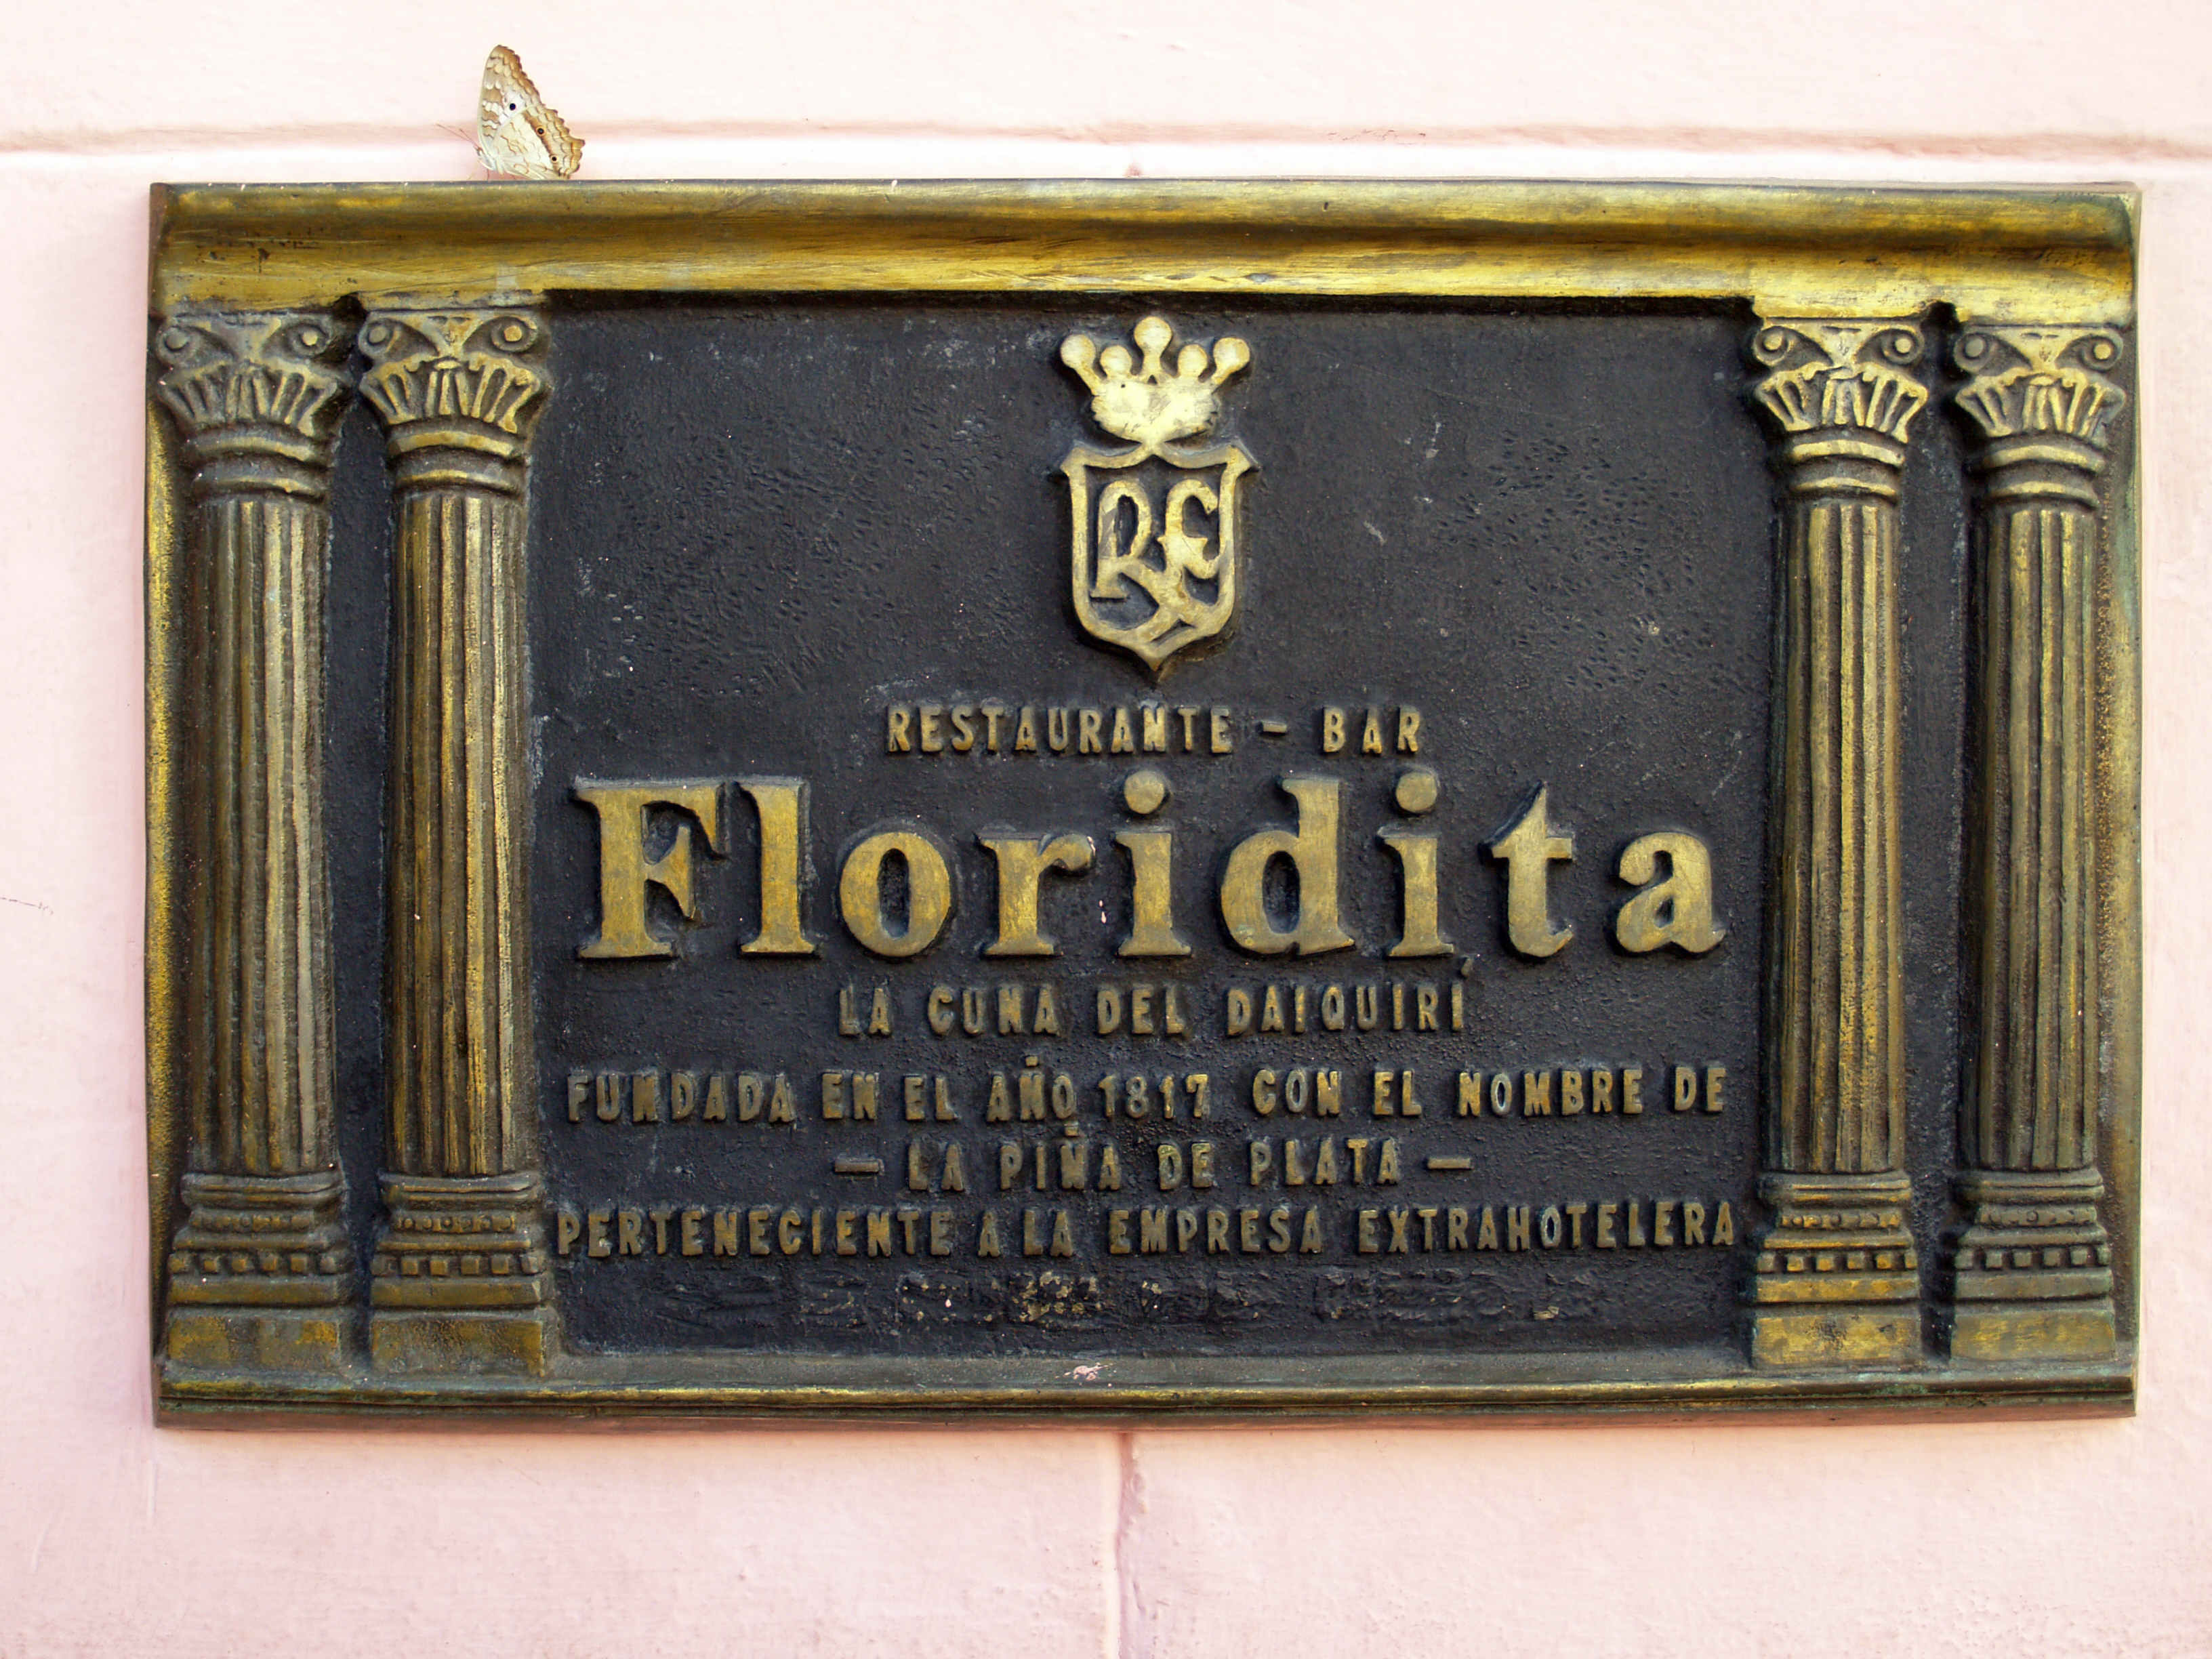 RF
RESTAURANTE - BAR
Floridita
LA CUNA DEL DAIQUIRÍ
FUNDADA EN EL AÑO 1817 CON EL NOMBRE DE
- LA PIÑA DE PLATA -
PERTENECIENTE A LA EMPRESA EXTRAHOTELERA